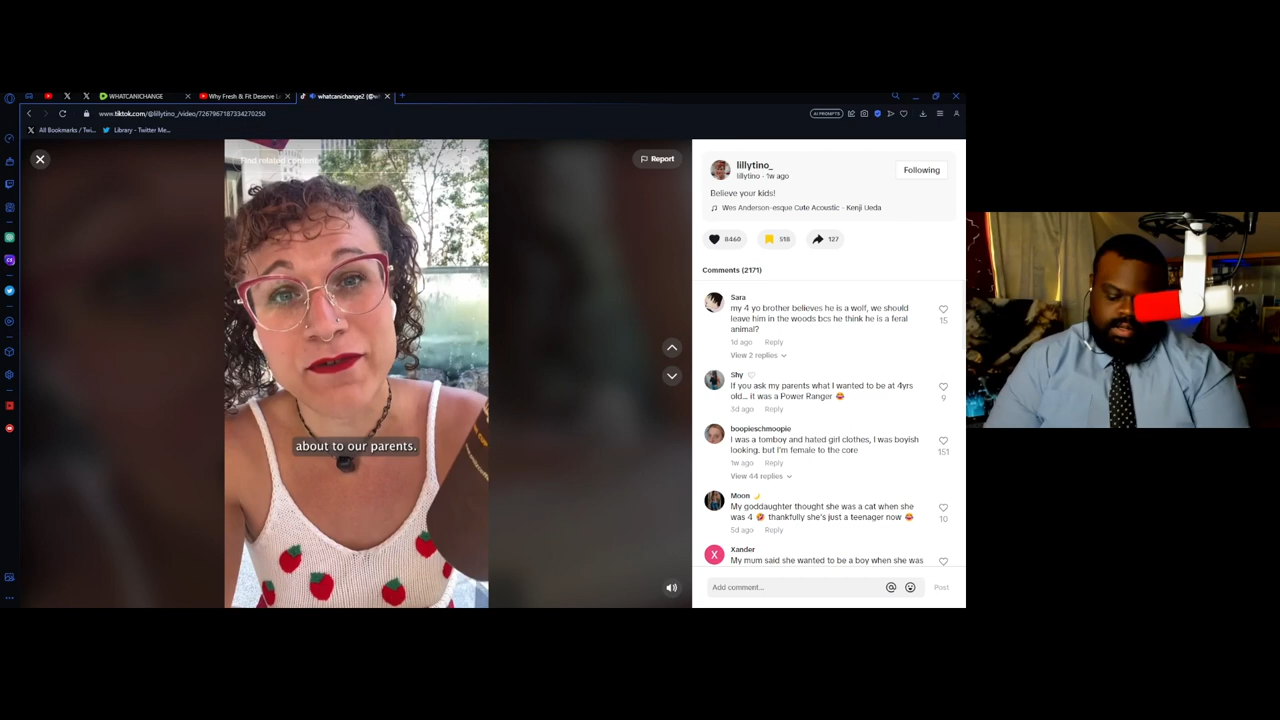 WHATCANICHANGE
Why Fresh & Fit Deserve L
whatcanichange2 (@w
www.tiktok.com/@lillytino_/video/7267967187334270250
AI PROMPTS
All Bookmarks / Twi...
Library - Twitter Me...
Find related content
Report
lillytino_
lillytino · 1w ago
Following
Believe your kids!
Wes Anderson-esque Cute Acoustic - Kenji Ueda
8460
518
127
Comments (2171)
Sara
my 4 yo brother believes he is a wolf, we should
leave him in the woods bcs he think he is a feral
animal?
15
1d ago Reply
View 2 replies
Shy
If you ask my parents what I wanted to be at 4yrs
old... it was a Power Ranger 😂
9
3d ago Reply
boopieschmoopie
I was a tomboy and hated girl clothes, I was boyish
looking. but I'm female to the core
151
1w ago Reply
View 44 replies
Moon 🌙
My goddaughter thought she was a cat when she
was 4 🤣 thankfully she's just a teenager now 😂
10
5d ago Reply
Xander
X
My mum said she wanted to be a boy when she was
Add comment...
Post
about to our parents.